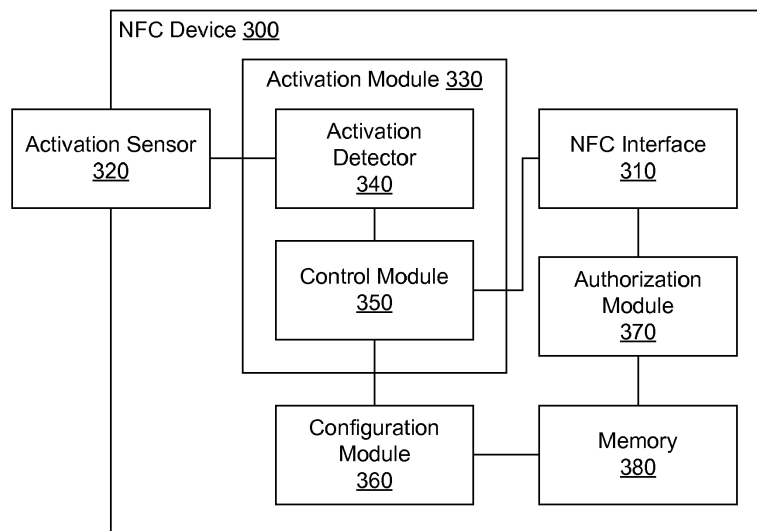 NFC Device 300
Activation Module 330
Activation Sensor
320
Activation
Detector
340
NFC Interface
310
Control Module
350
Authorization
Module
370
Configuration
Module
360
Memory
380